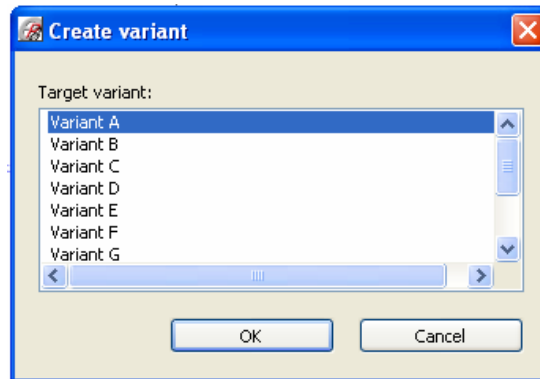 Create variant
Target variant:
Variant A
Variant B
Variant C
Variant D
Variant E
Variant F
Variant G
OK Cancel